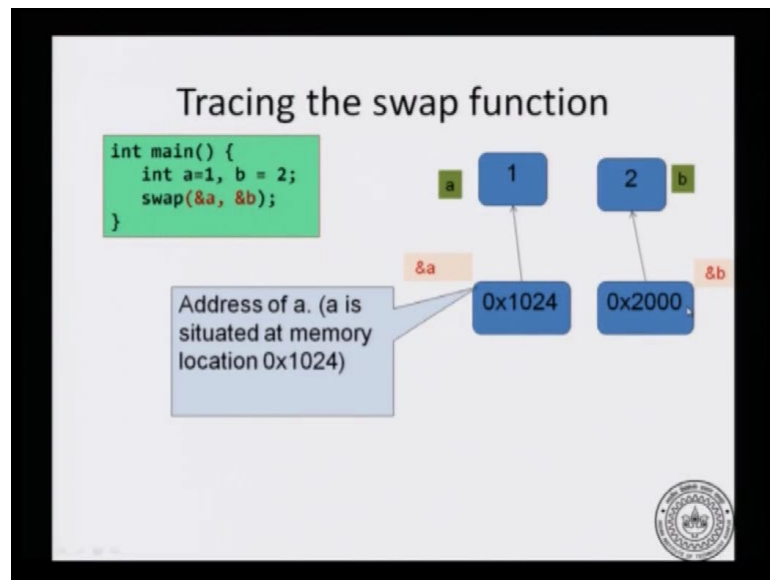 Tracing the swap function
int main() {
int a=1, b = 2;
swap(&a, &b);
}
a
1
2
b
&a
&b
0x1024
0x2000
Address of a. (a is
situated at memory
location 0x1024)